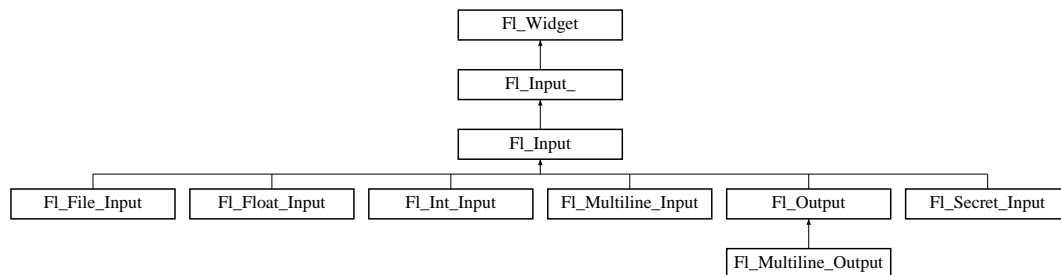 Fl_Widget
Fl_Input_
Fl_Input
Fl_File_Input Fl_Float_Input Fl_Int_Input Fl_Multiline_Input Fl_Output Fl_Secret_Input
Fl_Multiline_Output